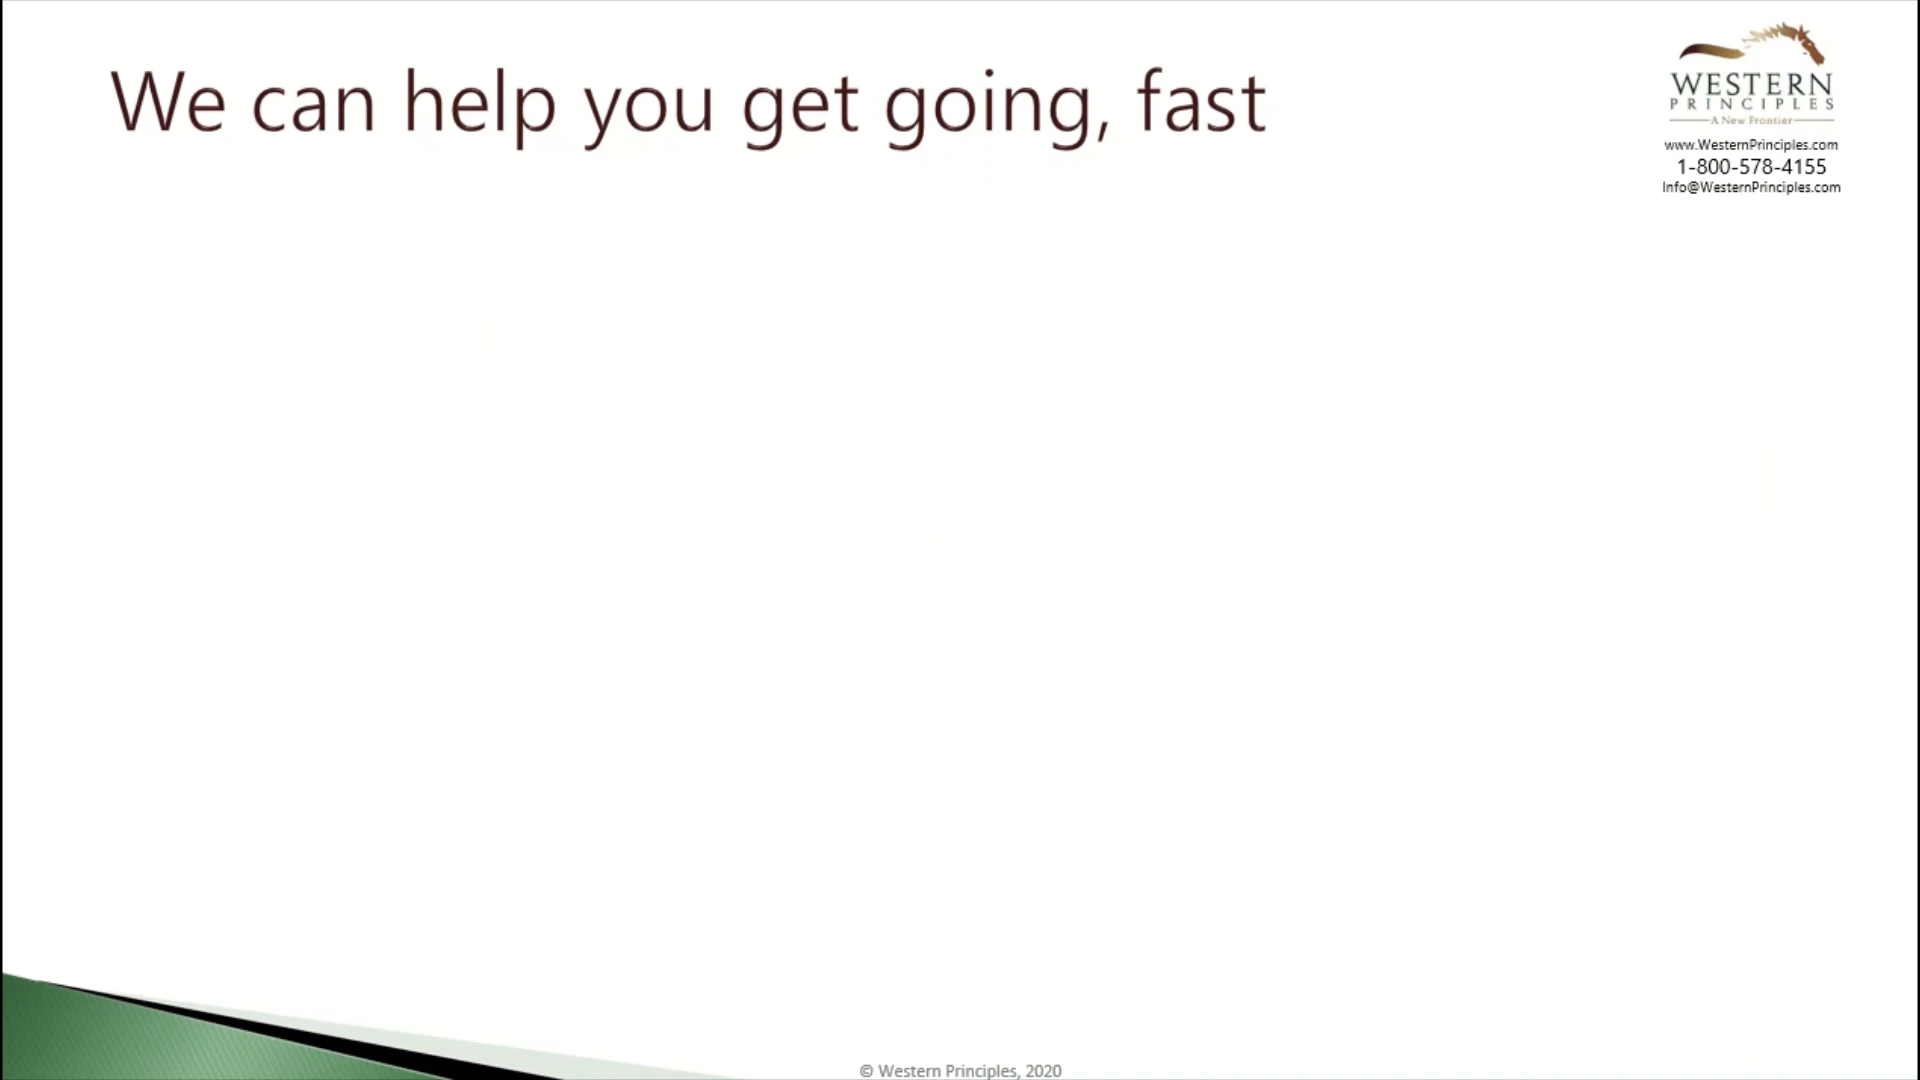 We can help you get going, fast
WESTERN
PRINCIPLES
A New Frontier
www.WesternPrinciples.com
1-800-578-4155
Info@WesternPrinciples.com
© Western Principles, 2020